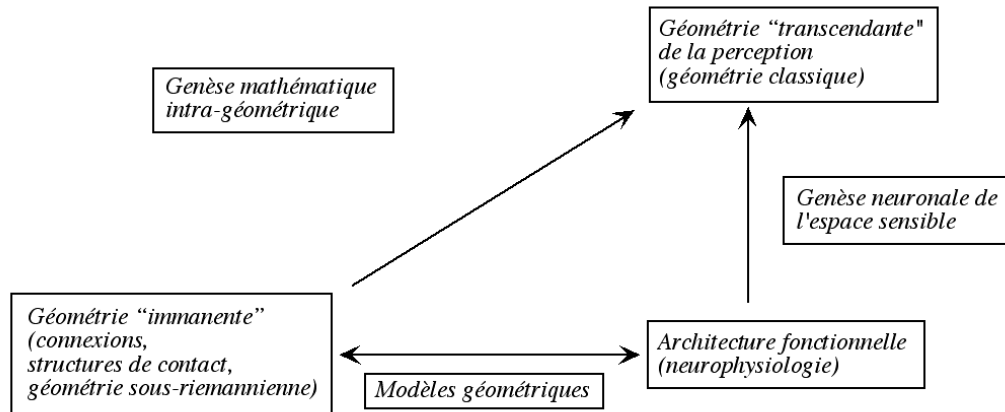 Géométrie “transcendante"
de la perception
(géométrie classique)
Genèse mathématique
intra-géométrique
Genèse neuronale de
l'espace sensible
Géométrie “immanente”
(connexions,
structures de contact,
géométrie sous-riemannienne)
Modèles géométriques
Architecture fonctionnelle
(neurophysiologie)